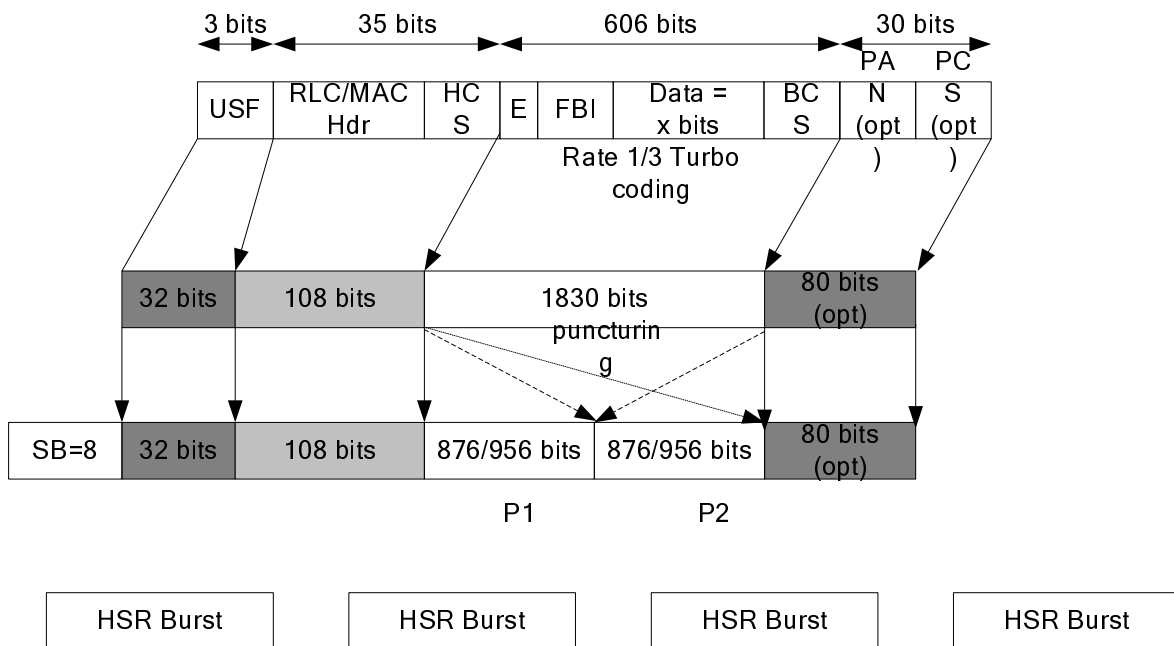 3 bits 35 bits 606 bits 30 bits
USF
RLC/MAC
Hdr
HC
S
E
FBI
Data =
x bits
BC
S
PA
N
(opt
)
PC
S
(opt
)
Rate 1/3 Turbo
coding
32 bits
108 bits
1830 bits
80 bits
(opt)
puncturin
g
SB=8
32 bits
108 bits
876/956 bits
876/956 bits
80 bits
(opt)
P1 P2
HSR Burst HSR Burst HSR Burst HSR Burst